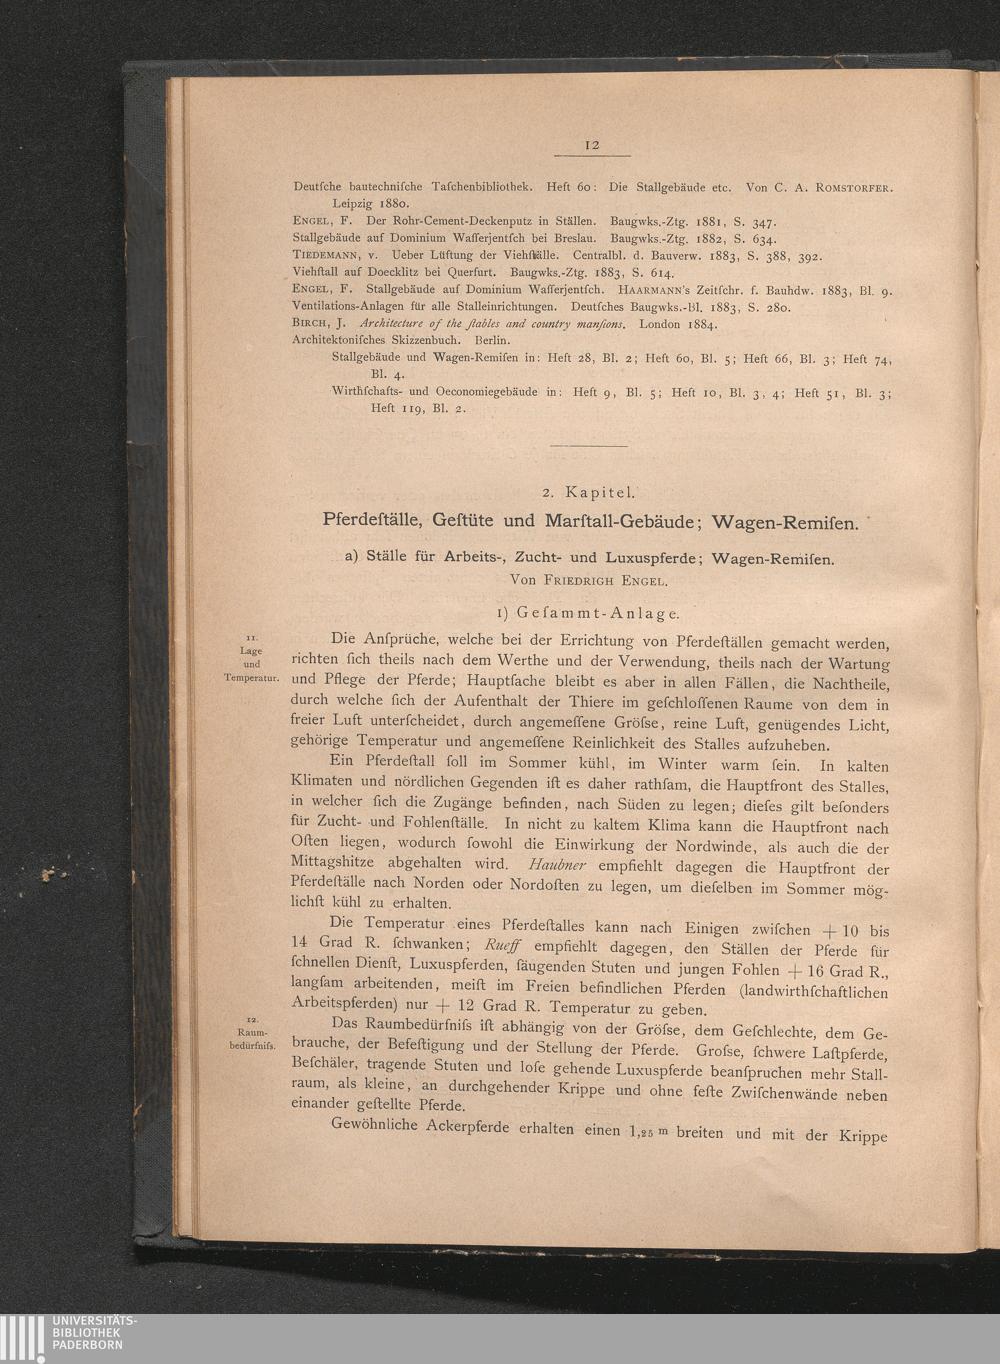 12
Deutſche bautechniſche Taſchenbibliothek. Heft 60: Die Stallgebäude etc. Von C. A. ROMSTORFER.
Leipzig 1880.
ENGEL, F. Der Rohr-Cement-Deckenputz in Ställen. Baugwks.-Ztg. 1881, S. 347.
Stallgebäude auf Dominium Waſſerjentſch bei Breslau. Baugwks.-Ztg. 1882, S. 634.
TIEDEMANN, v. Ueber Lüftung der Viehſtälle. Centralbl. d. Bauverw. 1883, S. 388, 392.
Viehſtall auf Doecklitz bei Querfurt. Baugwks.-Ztg. 1883, S. 614.
ENGEL, F. Stallgebäude auf Dominium Waſſerjentſch. HAARMANN's Zeitſchr. f. Bauhdw. 1883, Bl. 9.
Ventilations-Anlagen für alle Stalleinrichtungen. Deutſches Baugwks.-Bl. 1883, S. 280.
BIRCH, J. Architecture of the ſtables and country manſions. London 1884.
Architektoniſches Skizzenbuch. Berlin.
Stallgebäude und Wagen-Remiſen in: Heft 28, Bl. 2; Heft 60, Bl. 5; Heft 66, Bl. 3; Heft 74,
Bl. 4.
Wirthſchafts- und Oeconomiegebäude in: Heft 9, Bl. 5; Heft 10, Bl. 3, 4; Heft 51, Bl. 3;
Heft 119, Bl. 2.
2. Kapitel.
Pferdeſtälle, Geſtüte und Marſtall-Gebäude; Wagen-Remiſen.
a) Ställe für Arbeits-, Zucht- und Luxuspferde; Wagen-Remiſen.
Von FRIEDRICH ENGEL.
1) Geſammt-Anlage.
11.
Lage
und
Temperatur.
Die Anſprüche, welche bei der Errichtung von Pferdeſtällen gemacht werden,
richten ſich theils nach dem Werthe und der Verwendung, theils nach der Wartung
und Pflege der Pferde; Hauptſache bleibt es aber in allen Fällen, die Nachtheile,
durch welche ſich der Aufenthalt der Thiere im geſchloſſenen Raume von dem in
freier Luft unterſcheidet, durch angemeſſene Gröſse, reine Luft, genügendes Licht,
gehörige Temperatur und angemeſſene Reinlichkeit des Stalles aufzuheben.
Ein Pferdeſtall ſoll im Sommer kühl, im Winter warm ſein. In kalten
Klimaten und nördlichen Gegenden iſt es daher rathſam, die Hauptfront des Stalles,
in welcher ſich die Zugänge befinden, nach Süden zu legen; dieſes gilt beſonders
für Zucht- und Fohlenſtälle. In nicht zu kaltem Klima kann die Hauptfront nach
Oſten liegen, wodurch ſowohl die Einwirkung der Nordwinde, als auch die der
Mittagshitze abgehalten wird. Haubner empfiehlt dagegen die Hauptfront der
Pferdeſtälle nach Norden oder Nordoſten zu legen, um dieſelben im Sommer mög-
lichſt kühl zu erhalten.
Die Temperatur eines Pferdeſtalles kann nach Einigen zwiſchen + 10 bis
14 Grad R. ſchwanken; Rueff empfiehlt dagegen, den Ställen der Pferde für
ſchnellen Dienſt, Luxuspferden, ſäugenden Stuten und jungen Fohlen + 16 Grad R.,
langſam arbeitenden, meiſt im Freien befindlichen Pferden (landwirthſchaftlichen
Arbeitspferden) nur + 12 Grad R. Temperatur zu geben.
12.
Raum-
bedürfniſs.
Das Raumbedürfniſs iſt abhängig von der Gröſse, dem Geſchlechte, dem Ge-
brauche, der Befeſtigung und der Stellung der Pferde. Groſse, ſchwere Laſtpferde,
Beſchäler, tragende Stuten und loſe gehende Luxuspferde beanſpruchen mehr Stall-
raum, als kleine, an durchgehender Krippe und ohne feſte Zwiſchenwände neben
einander geſtellte Pferde.
Gewöhnliche Ackerpferde erhalten einen 1,25 m breiten und mit der Krippe
UNIVERSITÄTS-
BIBLIOTHEK
PADERBORN